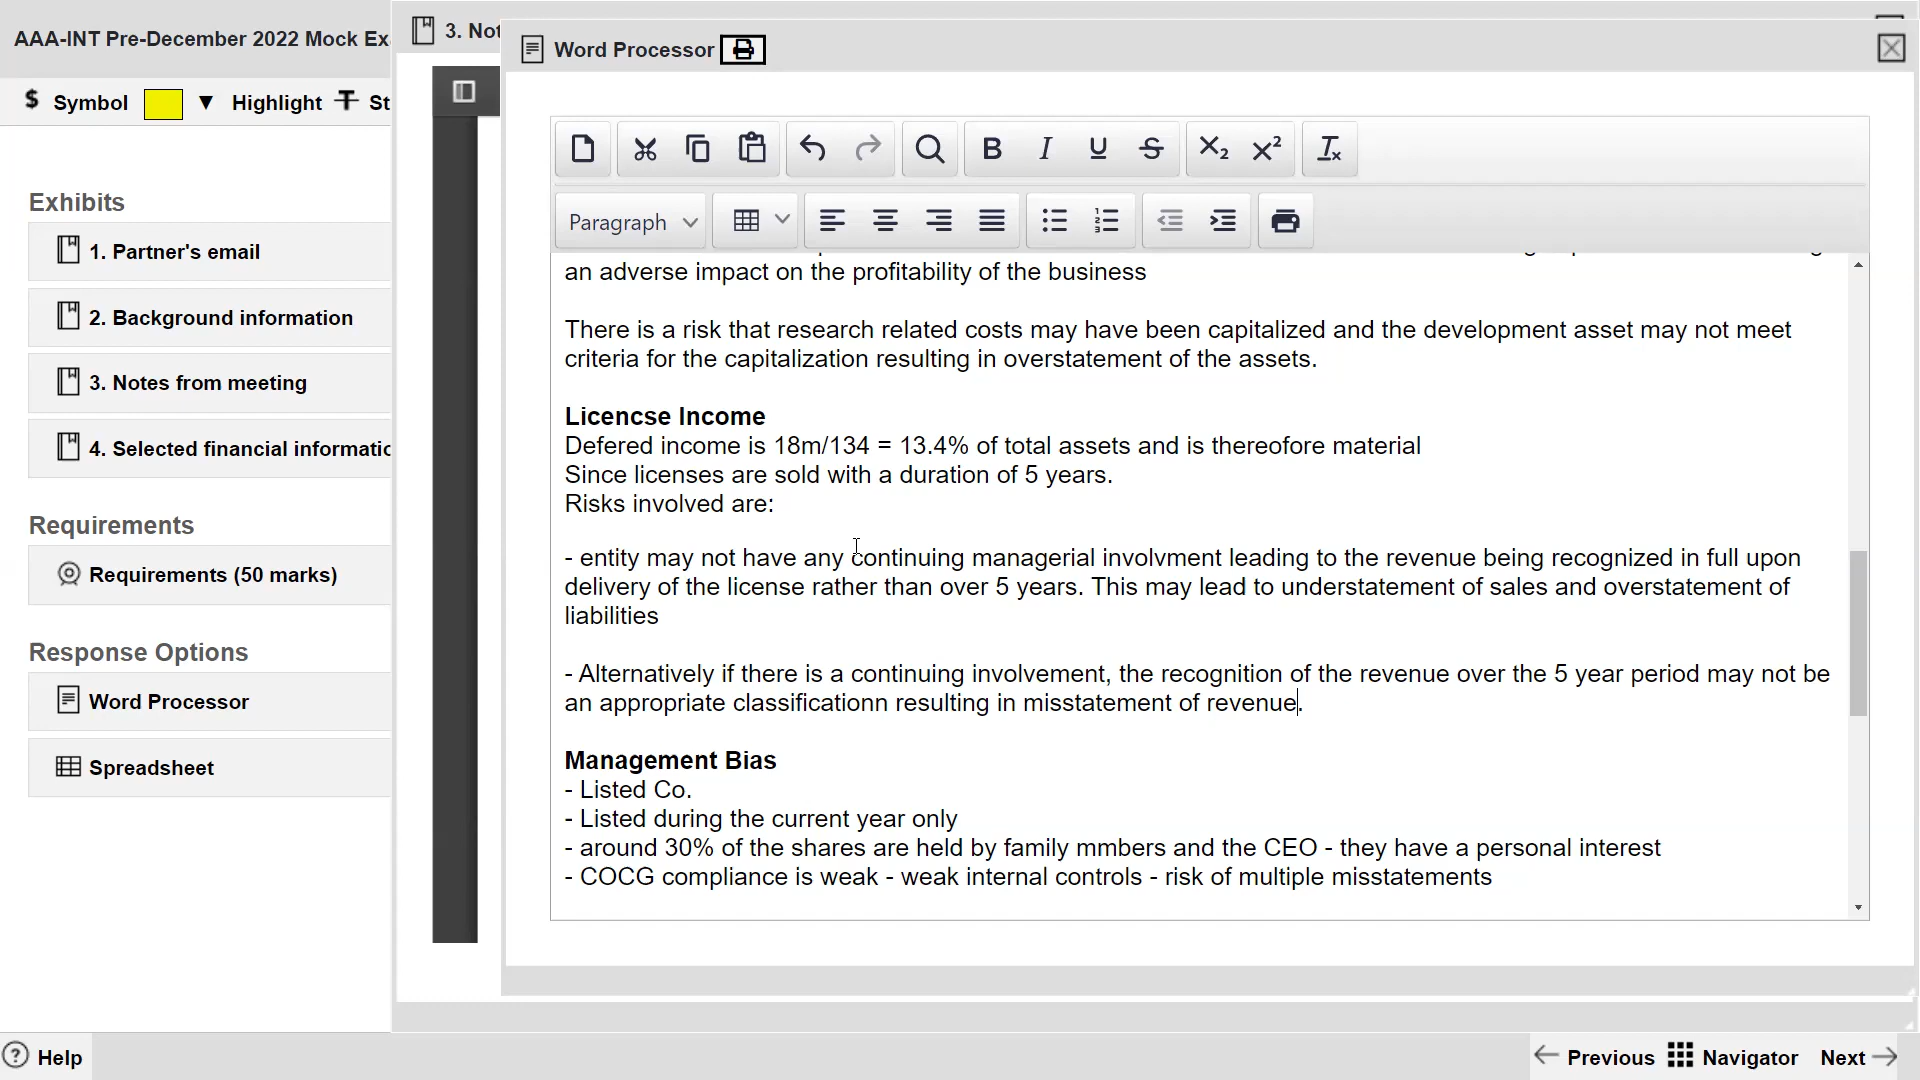 AAA-INT Pre-December 2022 Mock Ex
3. Not
Word Processor
$ Symbol
Highlight
St
Paragraph
Exhibits
1. Partner's email
2. Background information
3. Notes from meeting
4. Selected financial informatio
Requirements
Requirements (50 marks)
Response Options
Word Processor
Spreadsheet
an adverse impact on the profitability of the business
There is a risk that research related costs may have been capitalized and the development asset may not meet
criteria for the capitalization resulting in overstatement of the assets.
Licencse Income
Defered income is 18m/134 = 13.4% of total assets and is thereofore material
Since licenses are sold with a duration of 5 years.
Risks involved are:
- entity may not have any continuing managerial involvment leading to the revenue being recognized in full upon
delivery of the license rather than over 5 years. This may lead to understatement of sales and overstatement of
liabilities
- Alternatively if there is a continuing involvement, the recognition of the revenue over the 5 year period may not be
an appropriate classificationn resulting in misstatement of revenue.
Management Bias
- Listed Co.
- Listed during the current year only
- around 30% of the shares are held by family mmbers and the CEO - they have a personal interest
- COCG compliance is weak - weak internal controls - risk of multiple misstatements
Help
Previous
Navigator
Next